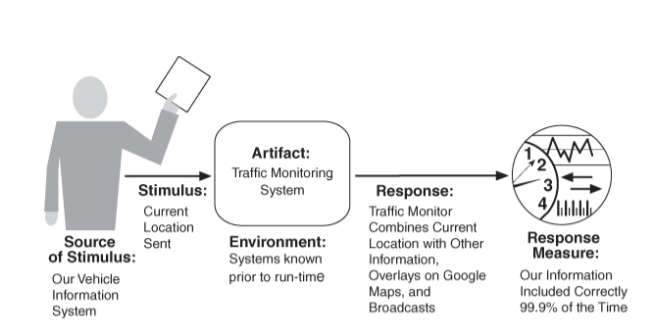 Source
of Stimulus:
Our Vehicle
Information
System
Stimulus:
Current
Location
Sent
Artifact:
Traffic Monitoring
System
Environment:
Systems known
prior to run-time
Response:
Traffic Monitor
Combines Current
Location with Other
Information,
Overlays on Google
Maps, and
Broadcasts
1
2
3
4
Response
Measure:
Our Information
Included Correctly
99.9% of the Time